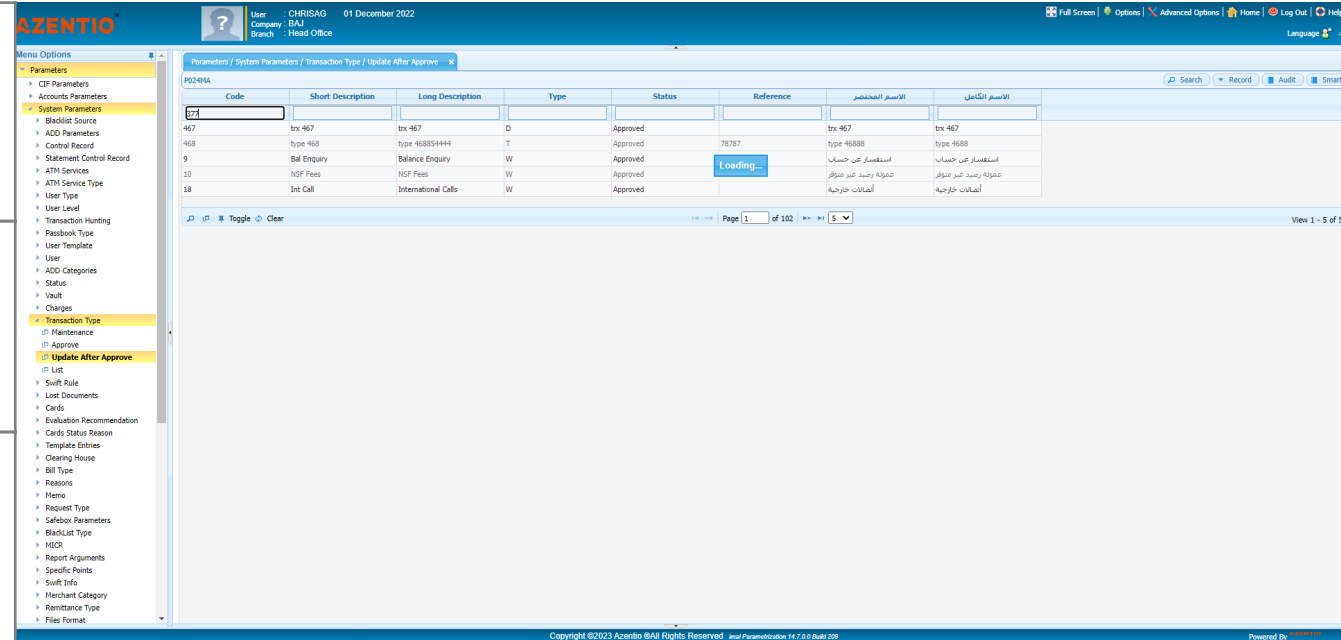 AZENTIO
User : CHRISAG 01 December 2022
Company : BAJ
Branch : Head Office
Full Screen | Options | Advanced Options | Home | Log Out | Help
Language
Menu Options
Parameters
CIF Parameters
Accounts Parameters
System Parameters
Blacklist Source
ADD Parameters
Control Record
Statement Control Record
ATM Services
ATM Service Type
User Type
User Level
Transaction Hunting
Passbook Type
User Template
User
ADD Categories
Status
Vault
Charges
Transaction Type
Maintenance
Approve
Update After Approve
List
Swift Rule
Lost Documents
Cards
Evaluation Recommendation
Cards Status Reason
Template Entries
Clearing House
Bill Type
Reasons
Memo
Request Type
Safebox Parameters
BlackList Type
MICR
Report Arguments
Specific Points
Swift Info
Merchant Category
Remittance Type
Files Format
Parameters / System Parameters / Transaction Type / Update After Approve x
P024MA
Search Record Audit Smart
Code Short Description Long Description Type Status Reference الاسم المختصر الاسم الكامل
377
467 trx 467 trx 467 D Approved trx 467 trx 467
468 type 468 type 468854444 T Approved 78787 type 46888 type 4688
9 Bal Enquiry Balance Enquiry W Approved استفسار عن حساب استفسار عن حساب
10 NSF Fees NSF Fees W Approved عمولة رصيد غير متوفر عمولة رصيد غير متوفر
18 Int Call International Calls W Approved أتصالات خارجية أتصالات خارجية
Loading...
Toggle Clear Page 1 of 102 5 View 1 - 5 of 5
Copyright ©2023 Azentio ®All Rights Reserved imal Parametrization 14.7.0.0 Build 209
Powered By AZENTIO